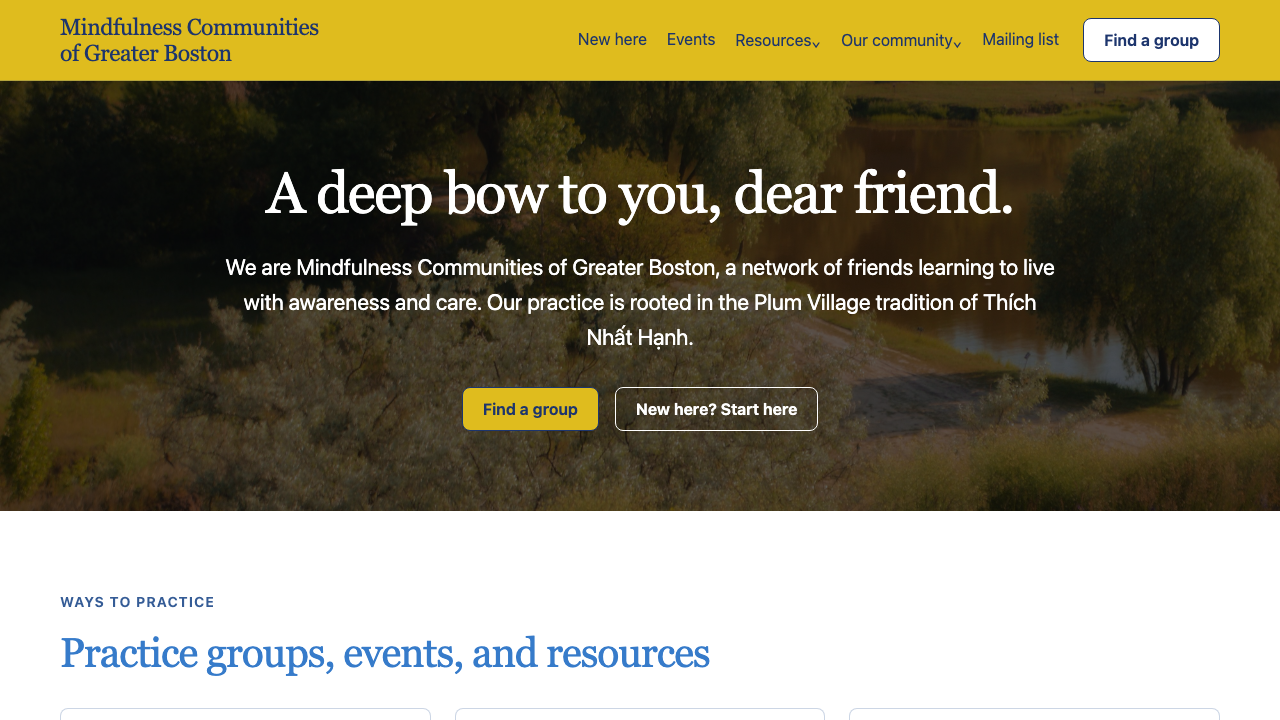 Mindfulness Communities
of Greater Boston
New here
Events
Resources
Our community
Mailing list
Find a group
A deep bow to you, dear friend.
We are Mindfulness Communities of Greater Boston, a network of friends learning to live
with awareness and care. Our practice is rooted in the Plum Village tradition of Thích
Nhất Hạnh.
Find a group
New here? Start here
WAYS TO PRACTICE
Practice groups, events, and resources